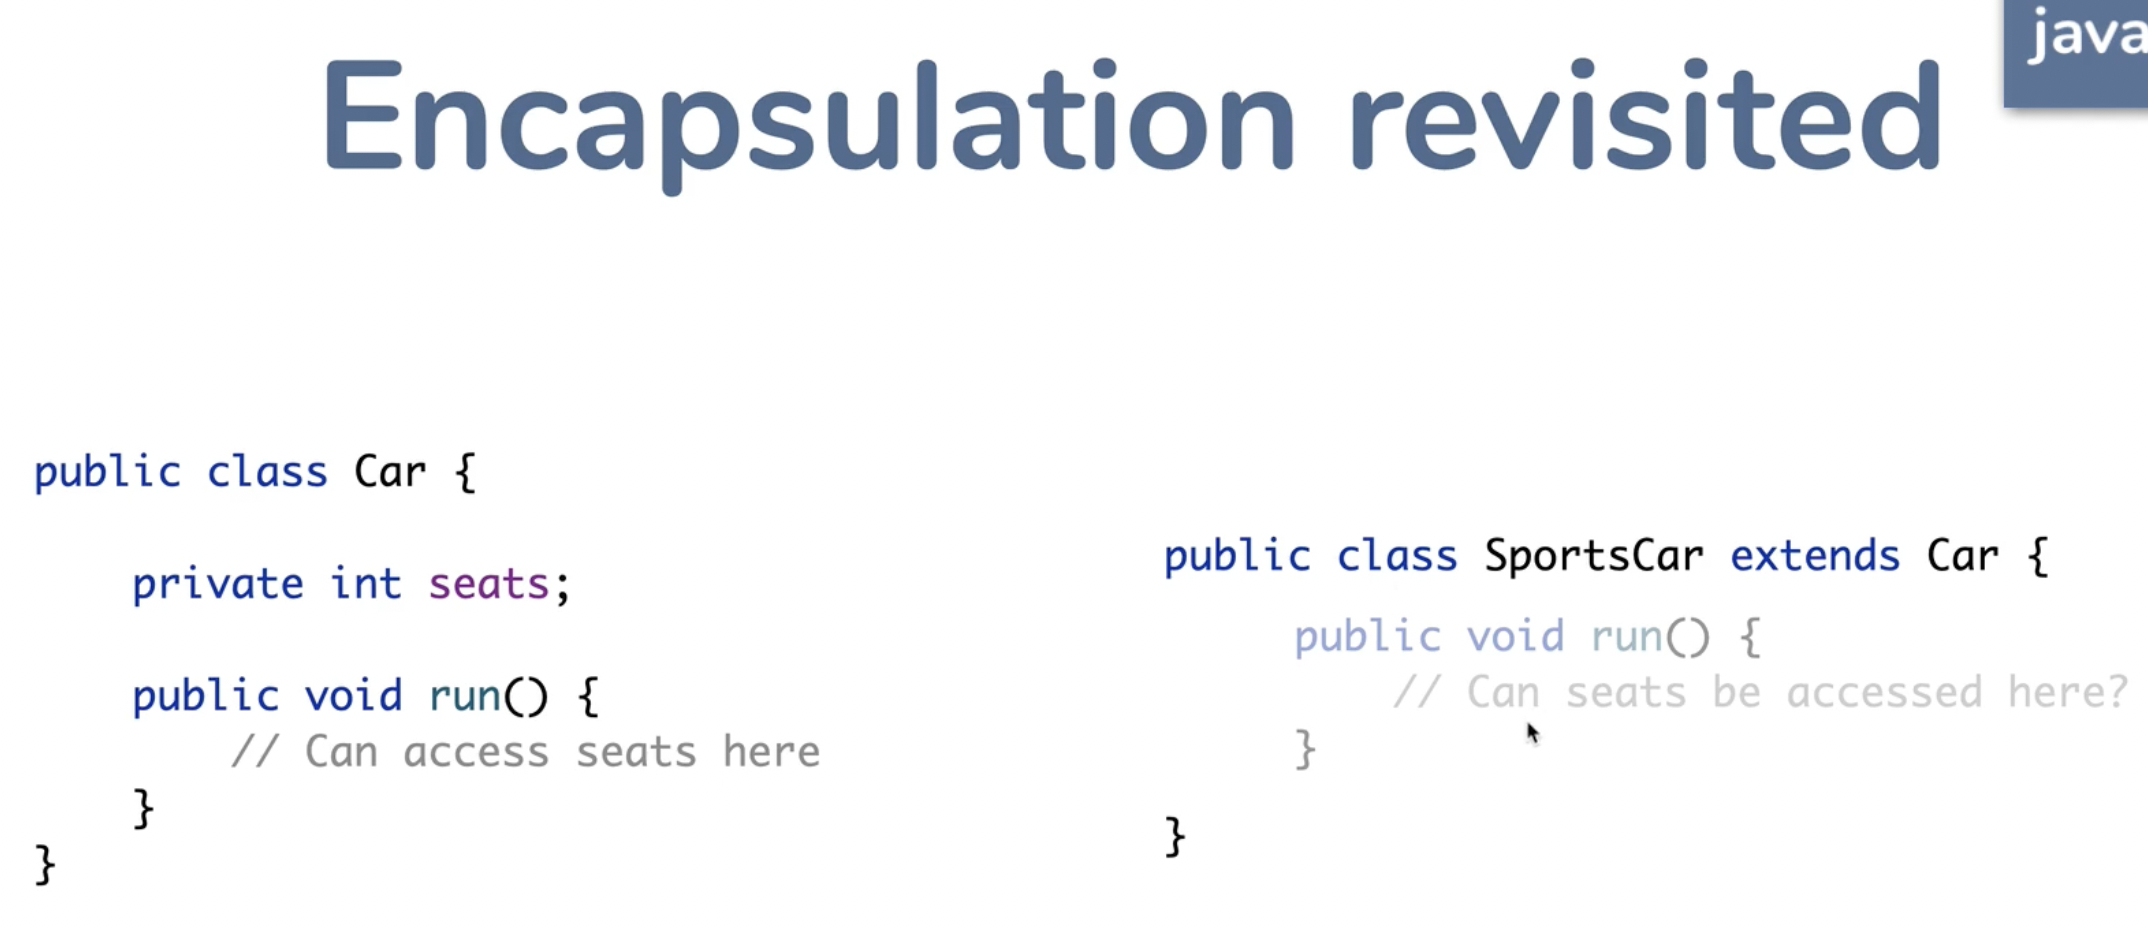 java
Encapsulation revisited
public class Car {
private int seats;
public void run() {
// Can access seats here
}
}
public class SportsCar extends Car {
public void run() {
// Can seats be accessed here?
}
}